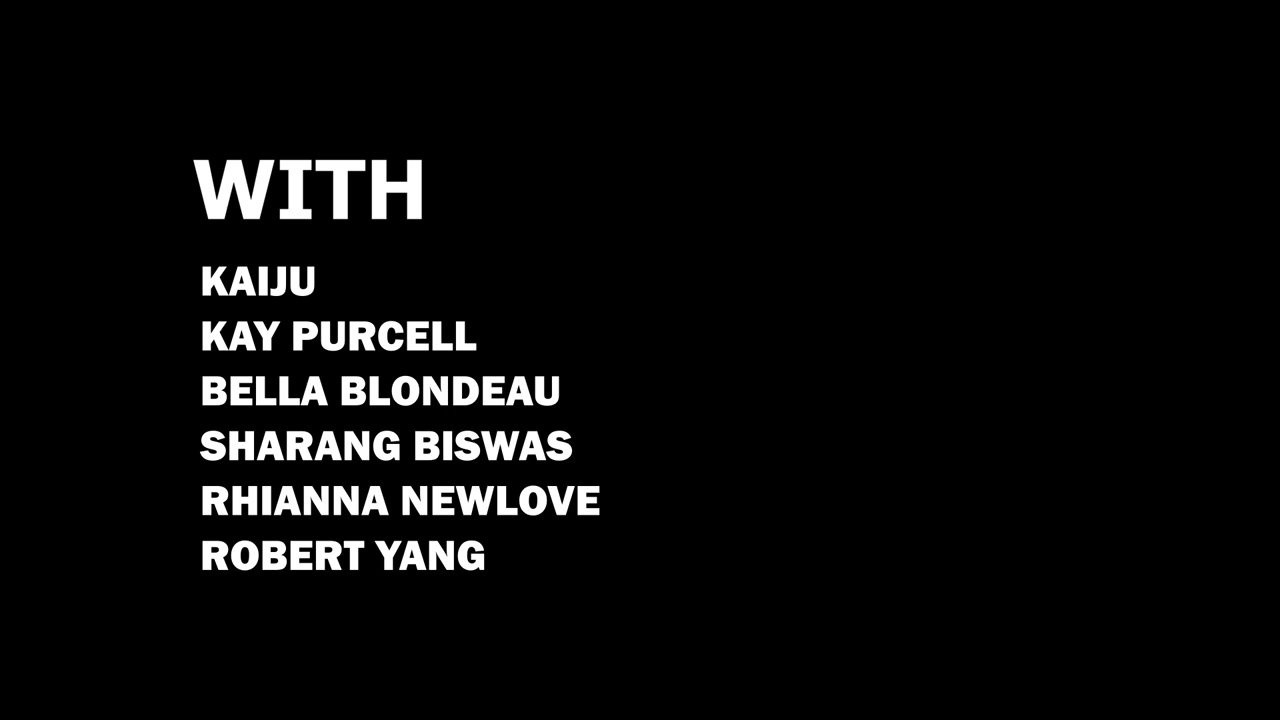 WITH
KAIJU
KAY PURCELL
BELLA BLONDEAU
SHARANG BISWAS
RHIANNA NEWLOVE
ROBERT YANG